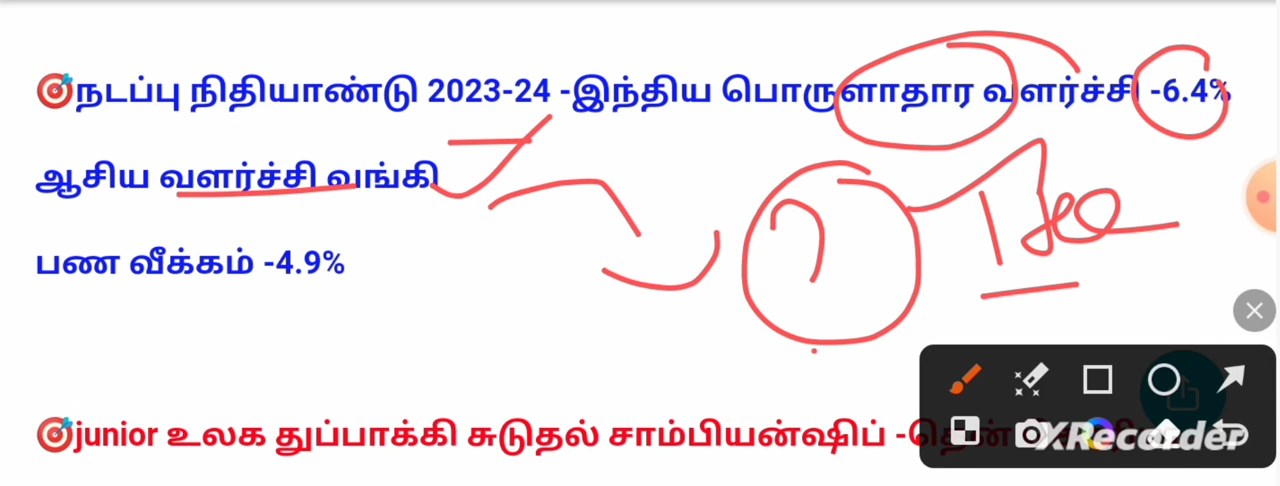 நடப்பு நிதியாண்டு 2023-24 -இந்திய பொருளாதார வளர்ச்சி -6.4%
ஆசிய வளர்ச்சி வங்கி
பண வீக்கம் -4.9%
junior உலக துப்பாக்கி சுடுதல் சாம்பியன்ஷிப்
XRecorder